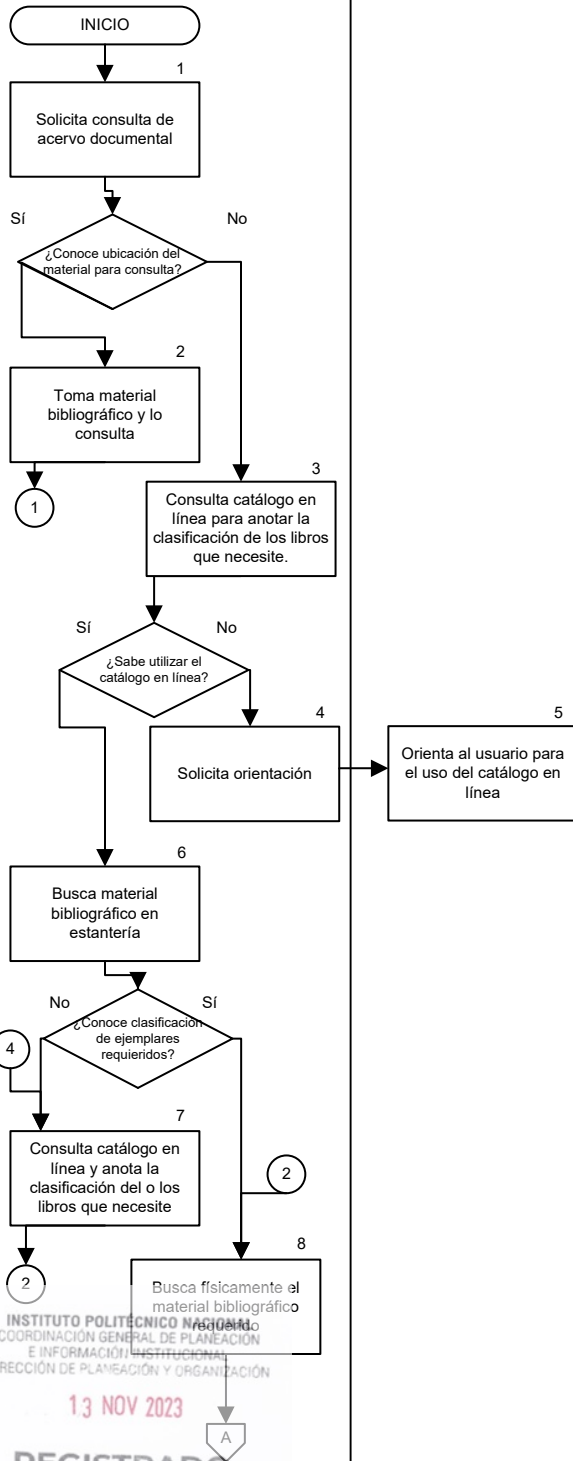 INICIO
1
Solicita consulta de
acervo documental
Sí
No
¿Conoce ubicación del
material para consulta?
2
Toma material
bibliográfico y lo
consulta
1
3
Consulta catálogo en
línea para anotar la
clasificación de los libros
que necesite.
Sí
No
¿Sabe utilizar el
catálogo en línea?
4
Solicita orientación
5
Orienta al usuario para
el uso del catálogo en
línea
6
Busca material
bibliográfico en
estantería
No
Sí
¿Conoce clasificación
de ejemplares
requieridos?
4
7
Consulta catálogo en
línea y anota la
clasificación del o los
libros que necesite
2
2
8
Busca físicamente el
material bibliográfico
requerido
INSTITUTO POLITÉCNICO NACIONAL
COORDINACIÓN GENERAL DE PLANEACIÓN
E INFORMACIÓN INSTITUCIONAL
RECCIÓN DE PLANEACIÓN Y ORGANIZACIÓN
13 NOV 2023
A
REGISTRADO